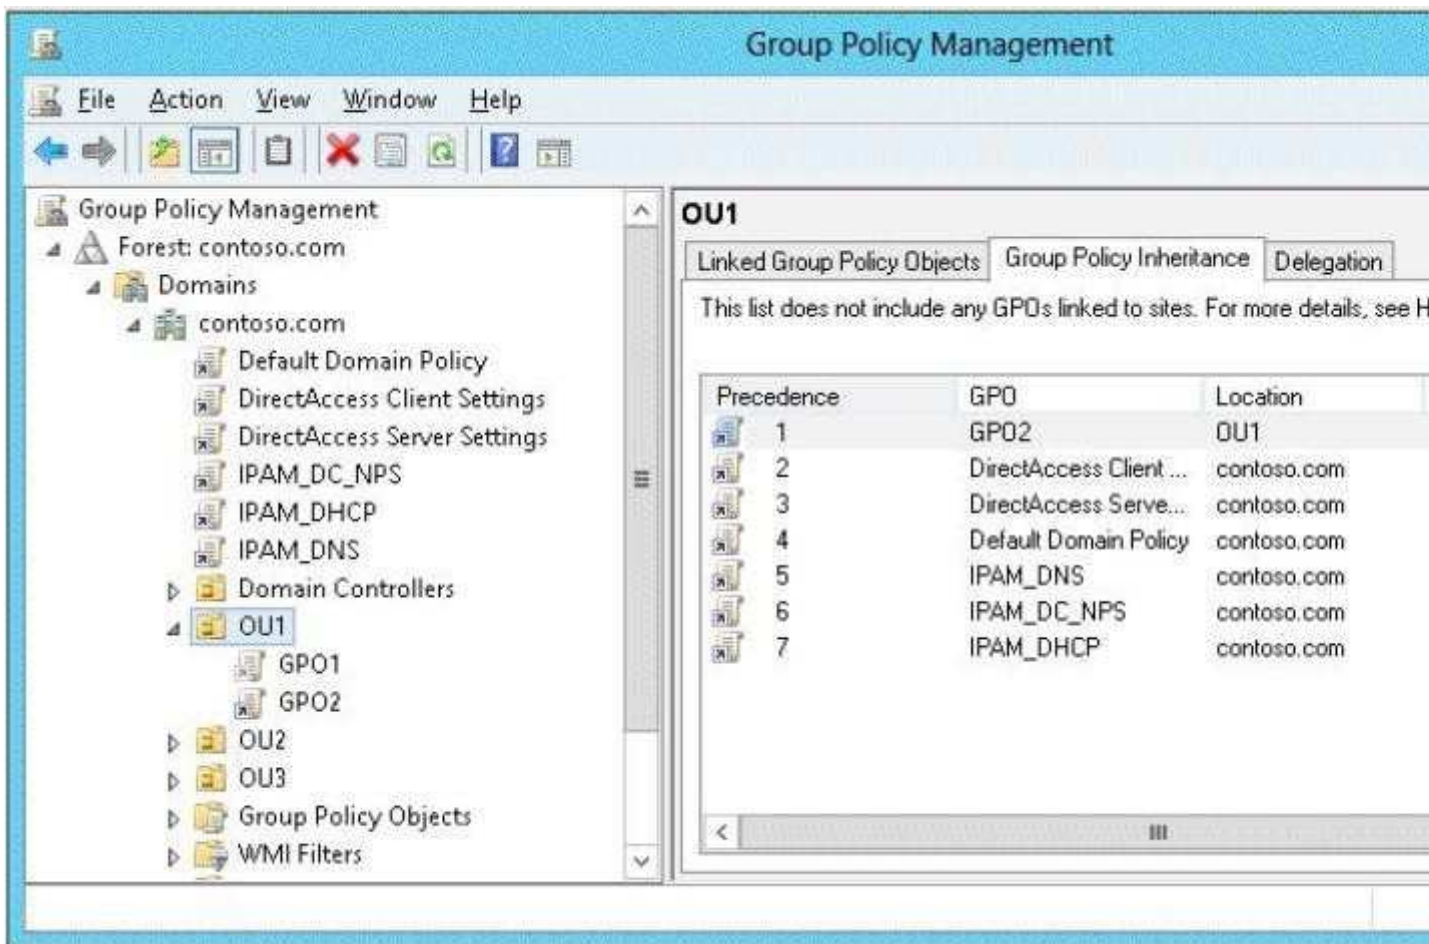 Group Policy Management
File Action View Window Help
Group Policy Management
Forest: contoso.com
Domains
contoso.com
Default Domain Policy
DirectAccess Client Settings
DirectAccess Server Settings
IPAM_DC_NPS
IPAM_DHCP
IPAM_DNS
Domain Controllers
OU1
GPO1
GPO2
OU2
OU3
Group Policy Objects
WMI Filters
OU1
Linked Group Policy Objects Group Policy Inheritance Delegation
This list does not include any GPOs linked to sites. For more details, see H
Precedence GPO Location
1 GPO2 OU1
2 DirectAccess Client ... contoso.com
3 DirectAccess Serve... contoso.com
4 Default Domain Policy contoso.com
5 IPAM_DNS contoso.com
6 IPAM_DC_NPS contoso.com
7 IPAM_DHCP contoso.com